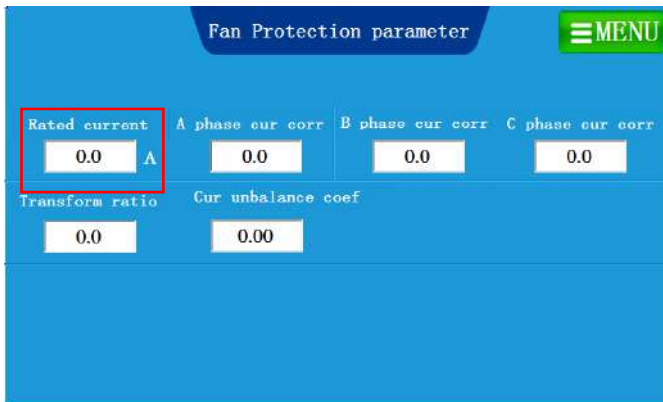 Fan Protection parameter
MENU
Rated current A phase cur corr B phase cur corr C phase cur corr
0.0 A 0.0 0.0 0.0
Transform ratio Cur unbalance coef
0.0 0.00